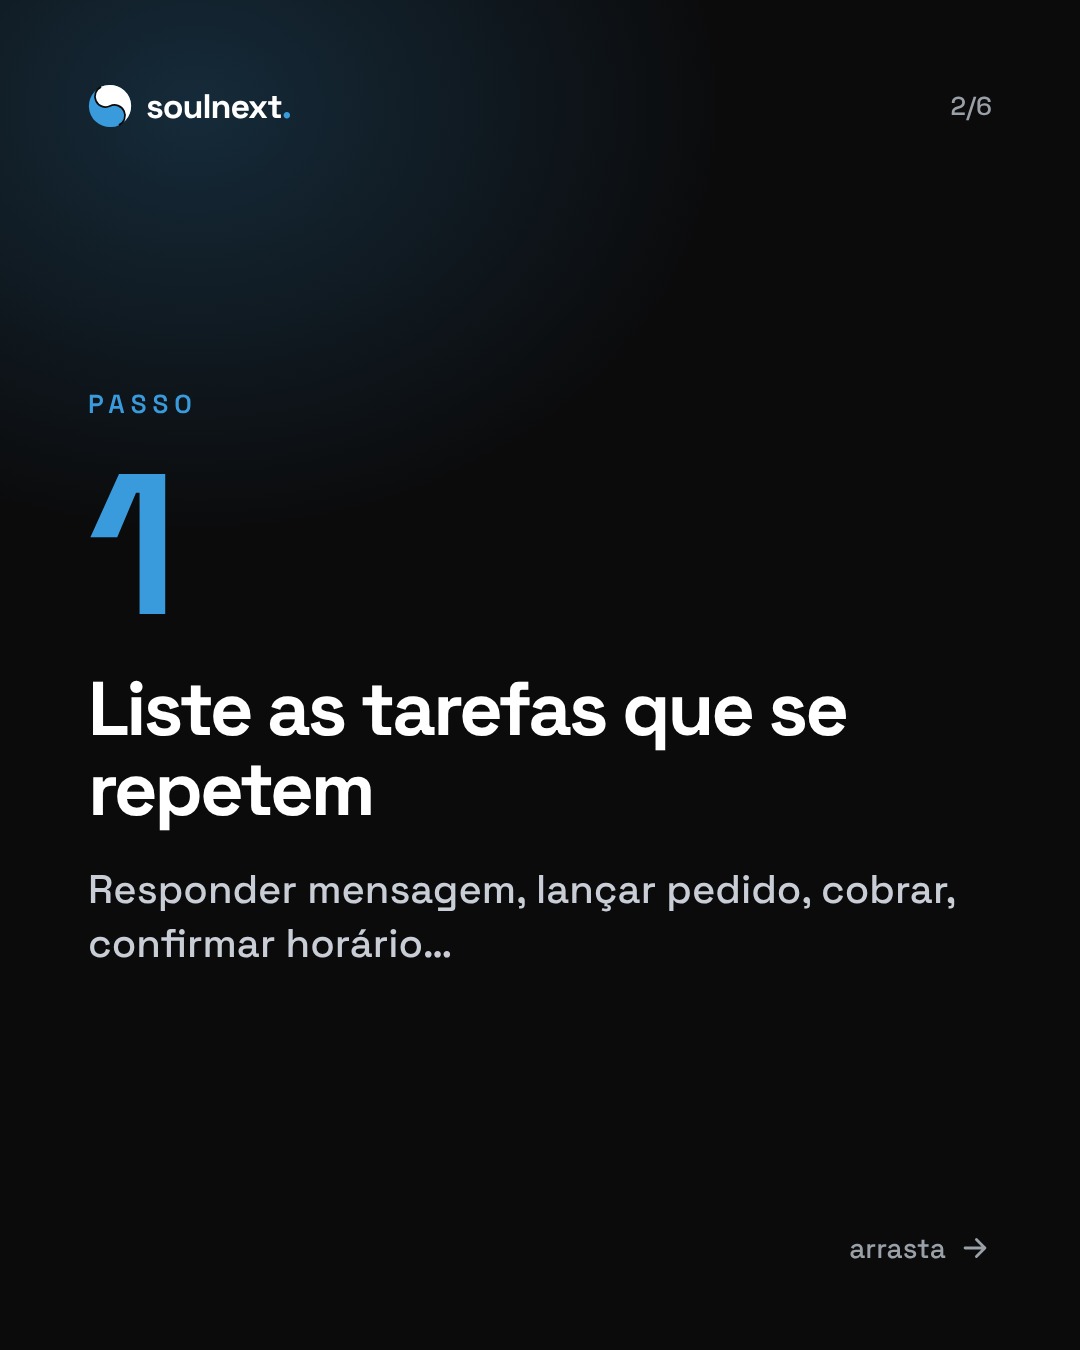 soulnext.
2/6
PASSO
1
Liste as tarefas que se
repetem
Responder mensagem, lançar pedido, cobrar,
confirmar horário...
arrasta →